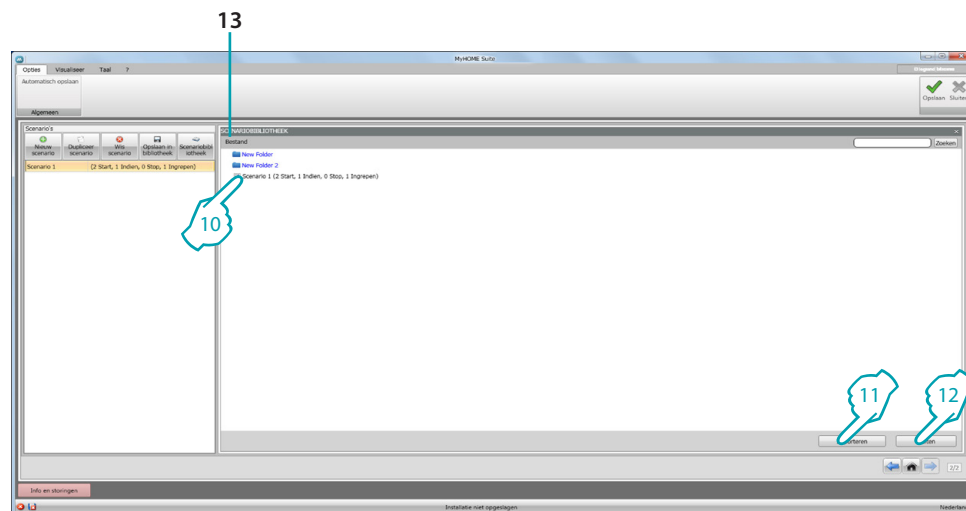 13
MyHOME Suite
Opties Visualiseer Taal ?
Automatisch opslaan
Opslaan
Algemeen
Scenario's
Nieuw scenario
Dupliceer scenario
Wis scenario
Opslaan in bibliotheek
Scenariobibliotheek
Scenario 1 (2 Start, 1 Indien, 0 Stop, 1 Ingrepen)
Bestand
Zoeken
New Folder
New Folder 2
Scenario 1 (2 Start, 1 Indien, 0 Stop, 1 Ingrepen)
10
11
12
2/2
Info en storingen
Installatie niet opgeslagen